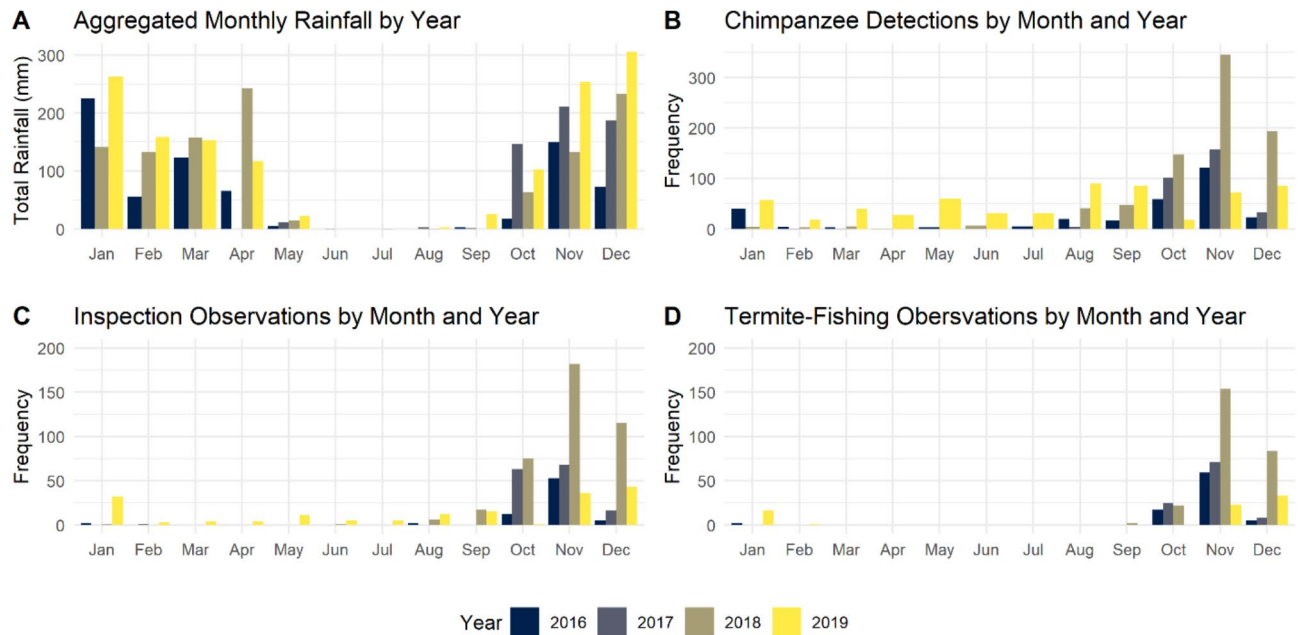 A Aggregated Monthly Rainfall by Year
Total Rainfall (mm)
300
200
100
0
Jan Feb Mar Apr May Jun Jul Aug Sep Oct Nov Dec
B Chimpanzee Detections by Month and Year
Frequency
300
200
100
0
Jan Feb Mar Apr May Jun Jul Aug Sep Oct Nov Dec
C Inspection Observations by Month and Year
Frequency
200
150
100
50
0
Jan Feb Mar Apr May Jun Jul Aug Sep Oct Nov Dec
D Termite-Fishing Obersvations by Month and Year
Frequency
200
150
100
50
0
Jan Feb Mar Apr May Jun Jul Aug Sep Oct Nov Dec
Year 2016 2017 2018 2019